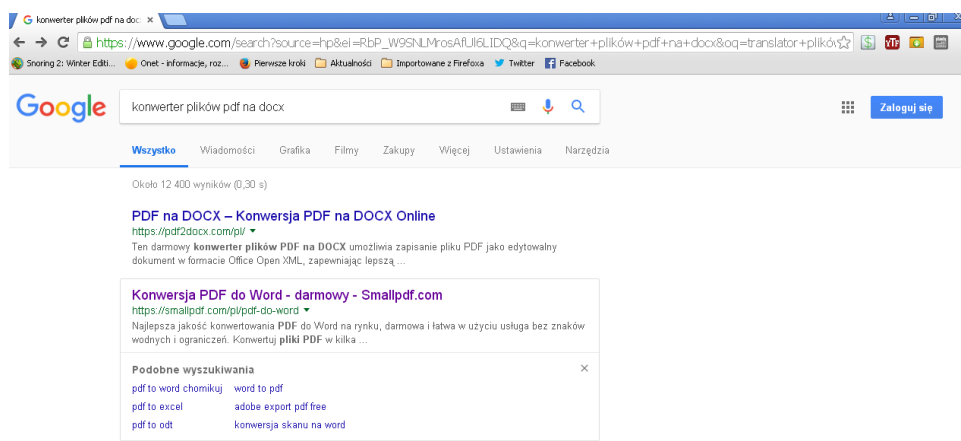 konwerter plików pdf na doc
https://www.google.com/search?source=hp&ei=RbP_W9SNLMrosAfUl6LIDQ&q=konwerter+plików+pdf+na+docx&oq=translator+plikóv
Snoring 2: Winter Editi... Onet - informacje, roz... Pierwsze kroki Aktualności Importowane z Firefoxa Twitter Facebook
Google konwerter plików pdf na docx Zaloguj się
Wszystko Wiadomości Grafika Filmy Zakupy Więcej Ustawienia Narzędzia
Około 12 400 wyników (0,30 s)
PDF na DOCX – Konwersja PDF na DOCX Online
https://pdf2docx.com/pl/
Ten darmowy konwerter plików PDF na DOCX umożliwia zapisanie pliku PDF jako edytowalny
dokument w formacie Office Open XML, zapewniając lepszą ...
Konwersja PDF do Word - darmowy - Smallpdf.com
https://smallpdf.com/pl/pdf-do-word
Najlepsza jakość konwertowania PDF do Word na rynku, darmowa i łatwa w użyciu usługa bez znaków
wodnych i ograniczeń. Konwertuj pliki PDF w kilka ...
Podobne wyszukiwania
pdf to word chomikuj word to pdf
pdf to excel adobe export pdf free
pdf to odt konwersja skanu na word